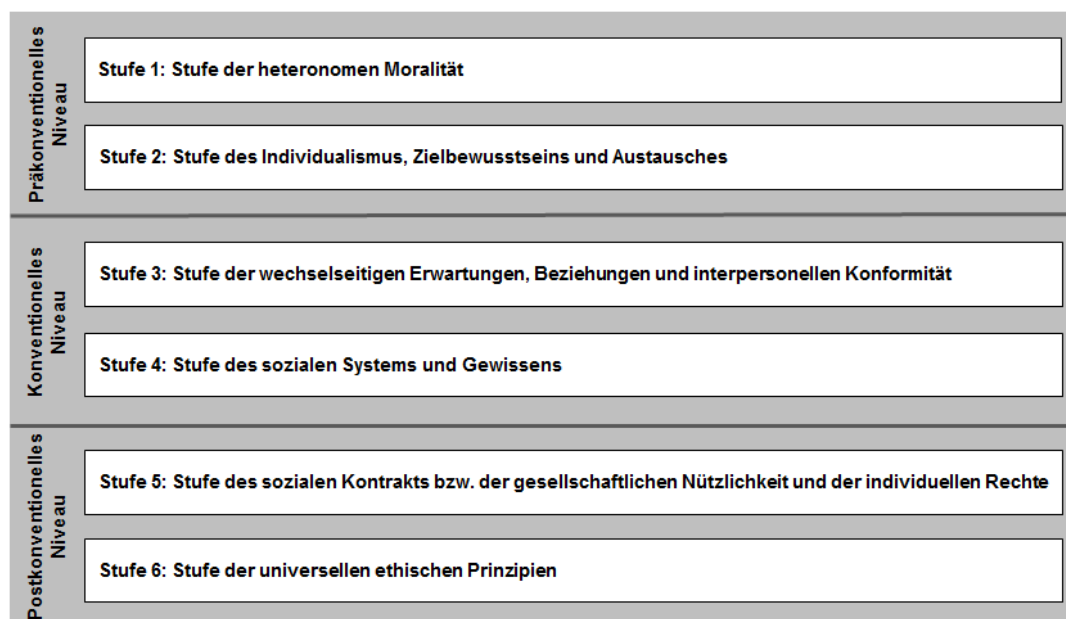 Präkonventionelles
Niveau
Stufe 1: Stufe der heteronomen Moralität
Stufe 2: Stufe des Individualismus, Zielbewusstseins und Austausches
Konventionelles
Niveau
Stufe 3: Stufe der wechselseitigen Erwartungen, Beziehungen und interpersonellen Konformität
Stufe 4: Stufe des sozialen Systems und Gewissens
Postkonventionelles
Niveau
Stufe 5: Stufe des sozialen Kontrakts bzw. der gesellschaftlichen Nützlichkeit und der individuellen Rechte
Stufe 6: Stufe der universellen ethischen Prinzipien